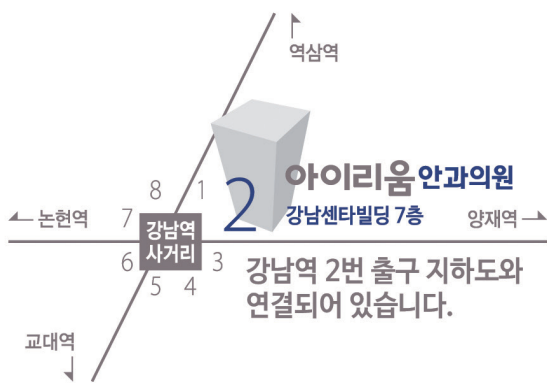 역삼역
아이리움안과의원
강남센타빌딩 7층
8 1
2
논현역
7
강남역
사거리
양재역
6 3
5 4
강남역 2번 출구 지하도와
연결되어 있습니다.
교대역